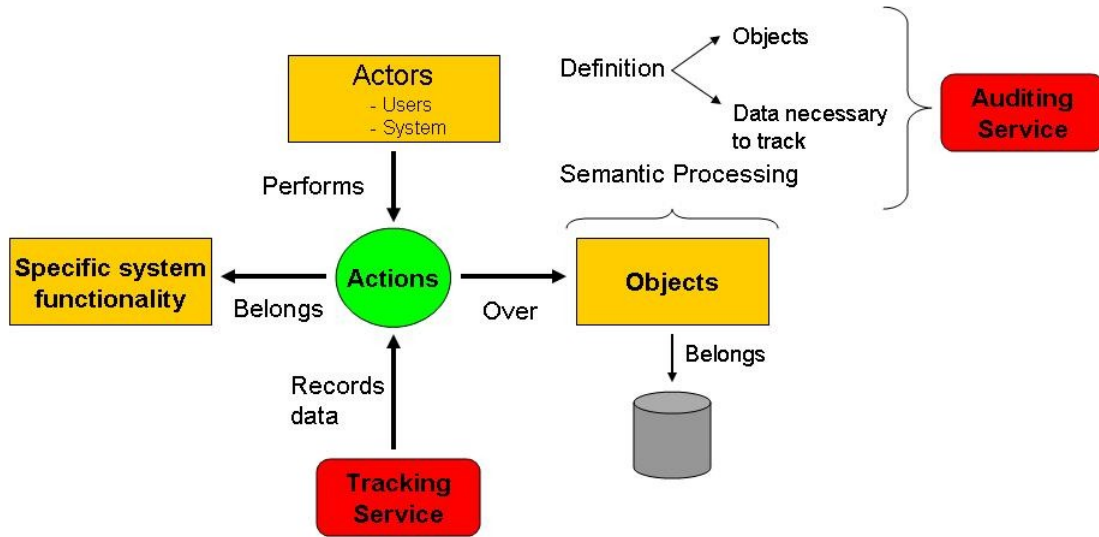 Actors
- Users
- System
Definition
Objects
Data necessary
to track
Auditing
Service
Semantic Processing
Performs
Specific system
functionality
Belongs
Actions
Over
Objects
Belongs
Records
data
Tracking
Service